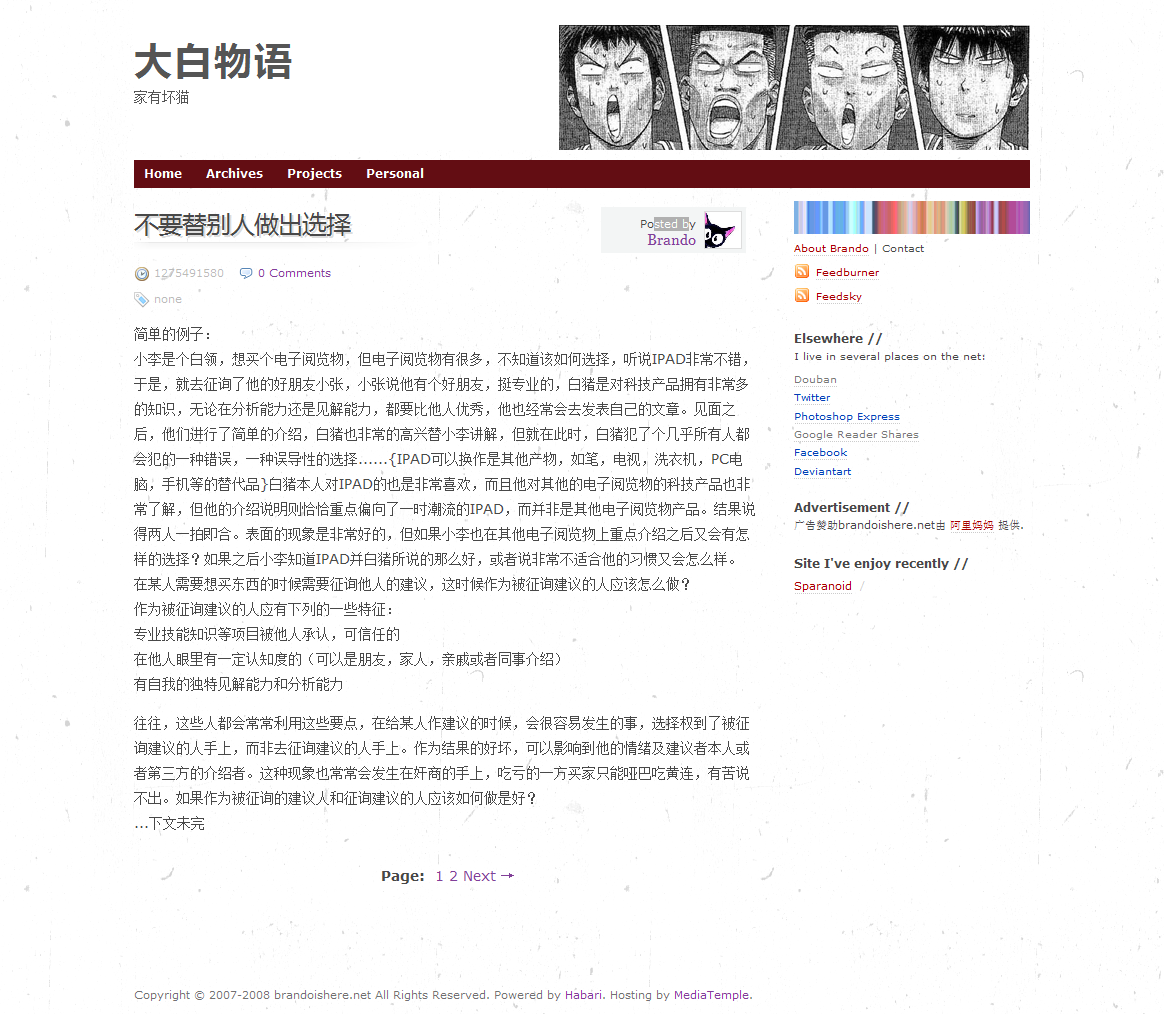 大白物语
家有坏猫
Home Archives Projects Personal
不要替别人做出选择
Posted by
Brando
1275491580 0 Comments
none
简单的例子：
小李是个白领，想买个电子阅览物，但电子阅览物有很多，不知道该如何选择，听说IPAD非常不错，
于是，就去征询了他的好朋友小张，小张说他有个好朋友，挺专业的，白猪是对科技产品拥有非常多
的知识，无论在分析能力还是见解能力，都要比他人优秀，他也经常会去发表自己的文章。见面之
后，他们进行了简单的介绍，白猪也非常的高兴替小李讲解，但就在此时，白猪犯了个几乎所有人都
会犯的一种错误，一种误导性的选择……{IPAD可以换作是其他产物，如笔，电视，洗衣机，PC电
脑，手机等的替代品}白猪本人对IPAD的也是非常喜欢，而且他对其他的电子阅览物的科技产品也非
常了解，但他的介绍说明则恰恰重点偏向了一时潮流的IPAD，而并非是其他电子阅览物产品。结果说
得两人一拍即合。表面的现象是非常好的，但如果小李也在其他电子阅览物上重点介绍之后又会有怎
样的选择？如果之后小李知道IPAD并白猪所说的那么好，或者说非常不适合他的习惯又会怎么样。
在某人需要想买东西的时候需要征询他人的建议，这时候作为被征询建议的人应该怎么做？
作为被征询建议的人应有下列的一些特征：
专业技能知识等项目被他人承认，可信任的
在他人眼里有一定认知度的（可以是朋友，家人，亲戚或者同事介绍）
有自我的独特见解能力和分析能力
往往，这些人都会常常利用这些要点，在给某人作建议的时候，会很容易发生的事，选择权到了被征
询建议的人手上，而非去征询建议的人手上。作为结果的好坏，可以影响到他的情绪及建议者本人或
者第三方的介绍者。这种现象也常常会发生在奸商的手上，吃亏的一方买家只能哑巴吃黄连，有苦说
不出。如果作为被征询的建议人和征询建议的人应该如何做是好？
…下文未完
Page: 1 2 Next →
About Brando | Contact
Feedburner
Feedsky
Elsewhere //
I live in several places on the net:
Douban
Twitter
Photoshop Express
Google Reader Shares
Facebook
Deviantart
Advertisement //
广告赞助brandoishere.net由 阿里妈妈 提供.
Site I've enjoy recently //
Sparanoid /
Copyright © 2007-2008 brandoishere.net All Rights Reserved. Powered by Habari. Hosting by MediaTemple.